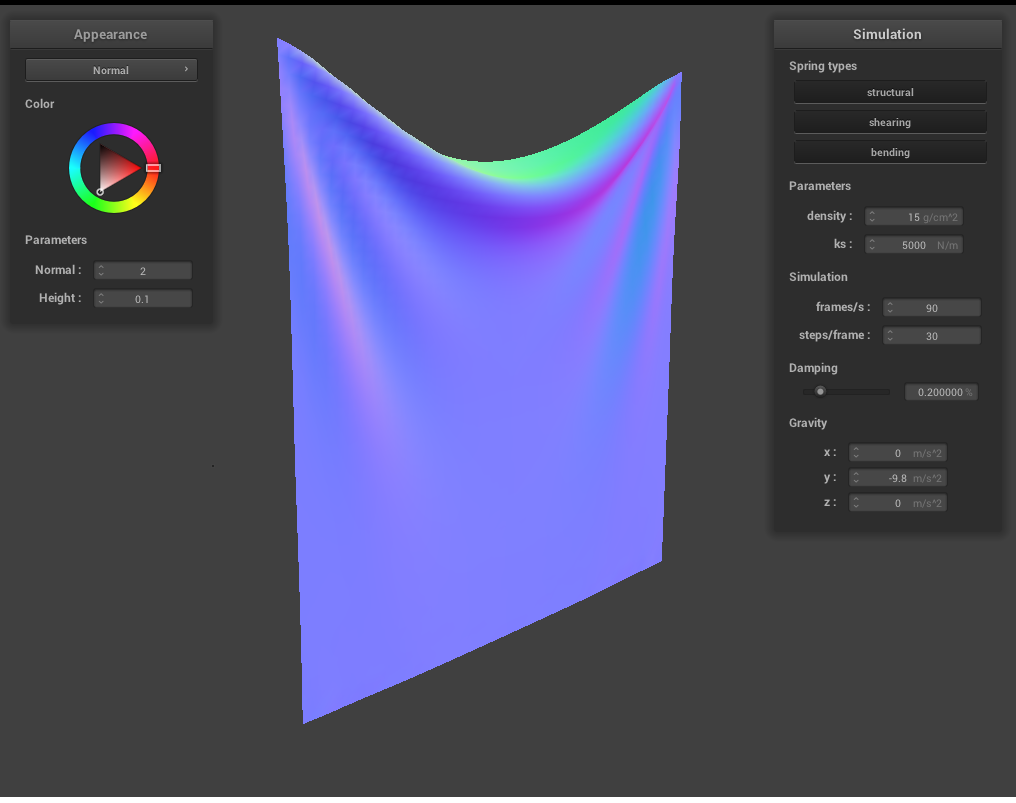 Appearance
Normal
Color
Parameters
Normal : 2
Height : 0.1
Simulation
Spring types
structural
shearing
bending
Parameters
density : 15 g/cm^2
ks : 5000 N/m
Simulation
frames/s : 90
steps/frame : 30
Damping
0.200000 %
Gravity
x : 0 m/s^2
y : -9.8 m/s^2
z : 0 m/s^2